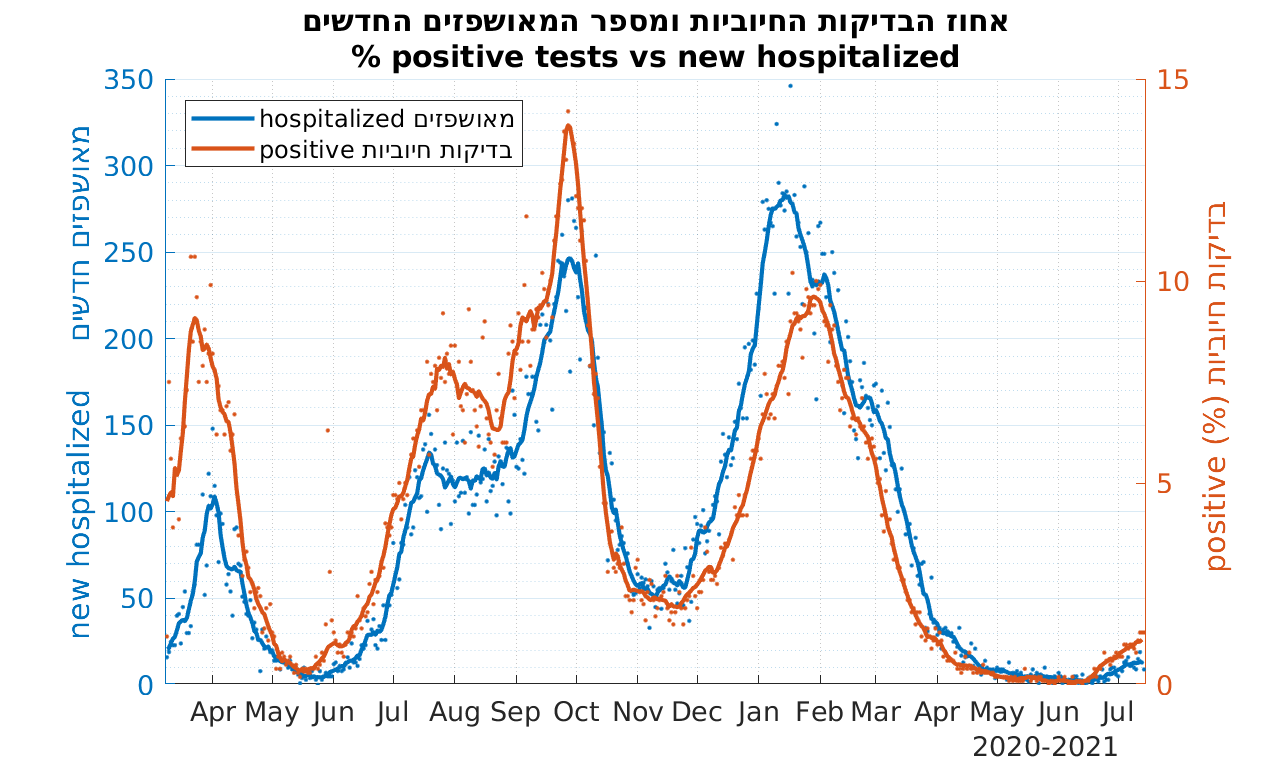 אחוז הבדיקות החיוביות ומספר המאושפזים החדשים
% positive tests vs new hospitalized
hospitalized מאושפזים
positive בדיקות חיוביות
new hospitalized מאושפזים חדשים
350
300
250
200
150
100
50
0
positive (%) בדיקות חיוביות
15
10
5
0
Apr May Jun Jul Aug Sep Oct Nov Dec Jan Feb Mar Apr May Jun Jul
2020-2021